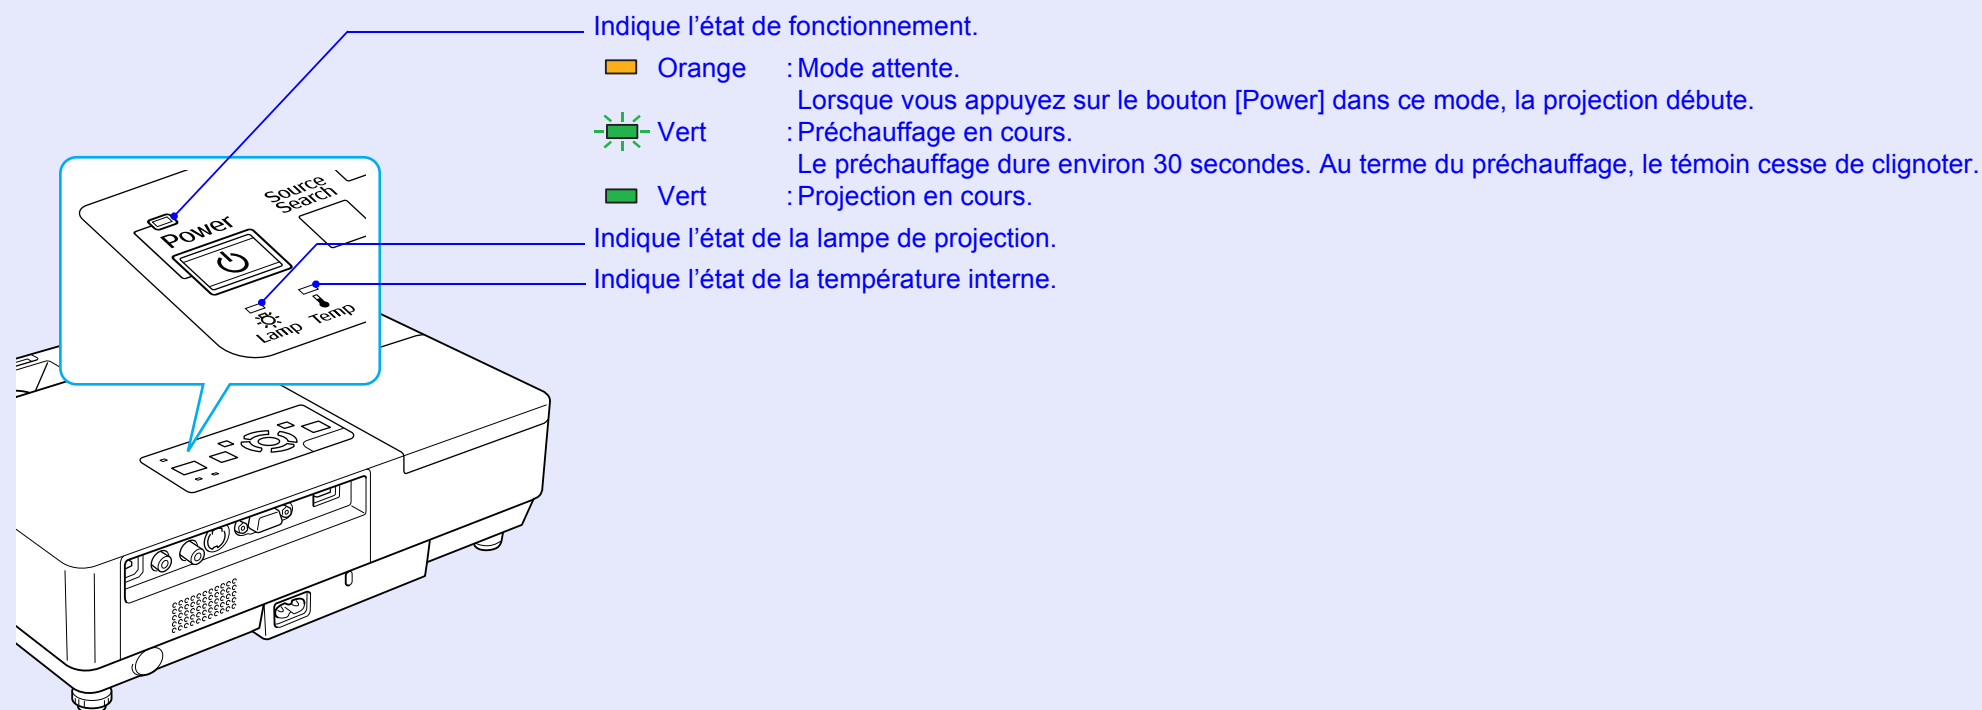 Indique l’état de fonctionnement.
Orange : Mode attente.
Lorsque vous appuyez sur le bouton [Power] dans ce mode, la projection débute.
Vert : Préchauffage en cours.
Le préchauffage dure environ 30 secondes. Au terme du préchauffage, le témoin cesse de clignoter.
Vert : Projection en cours.
Indique l’état de la lampe de projection.
Indique l’état de la température interne.
Source
Search
Power
Lamp
Temp